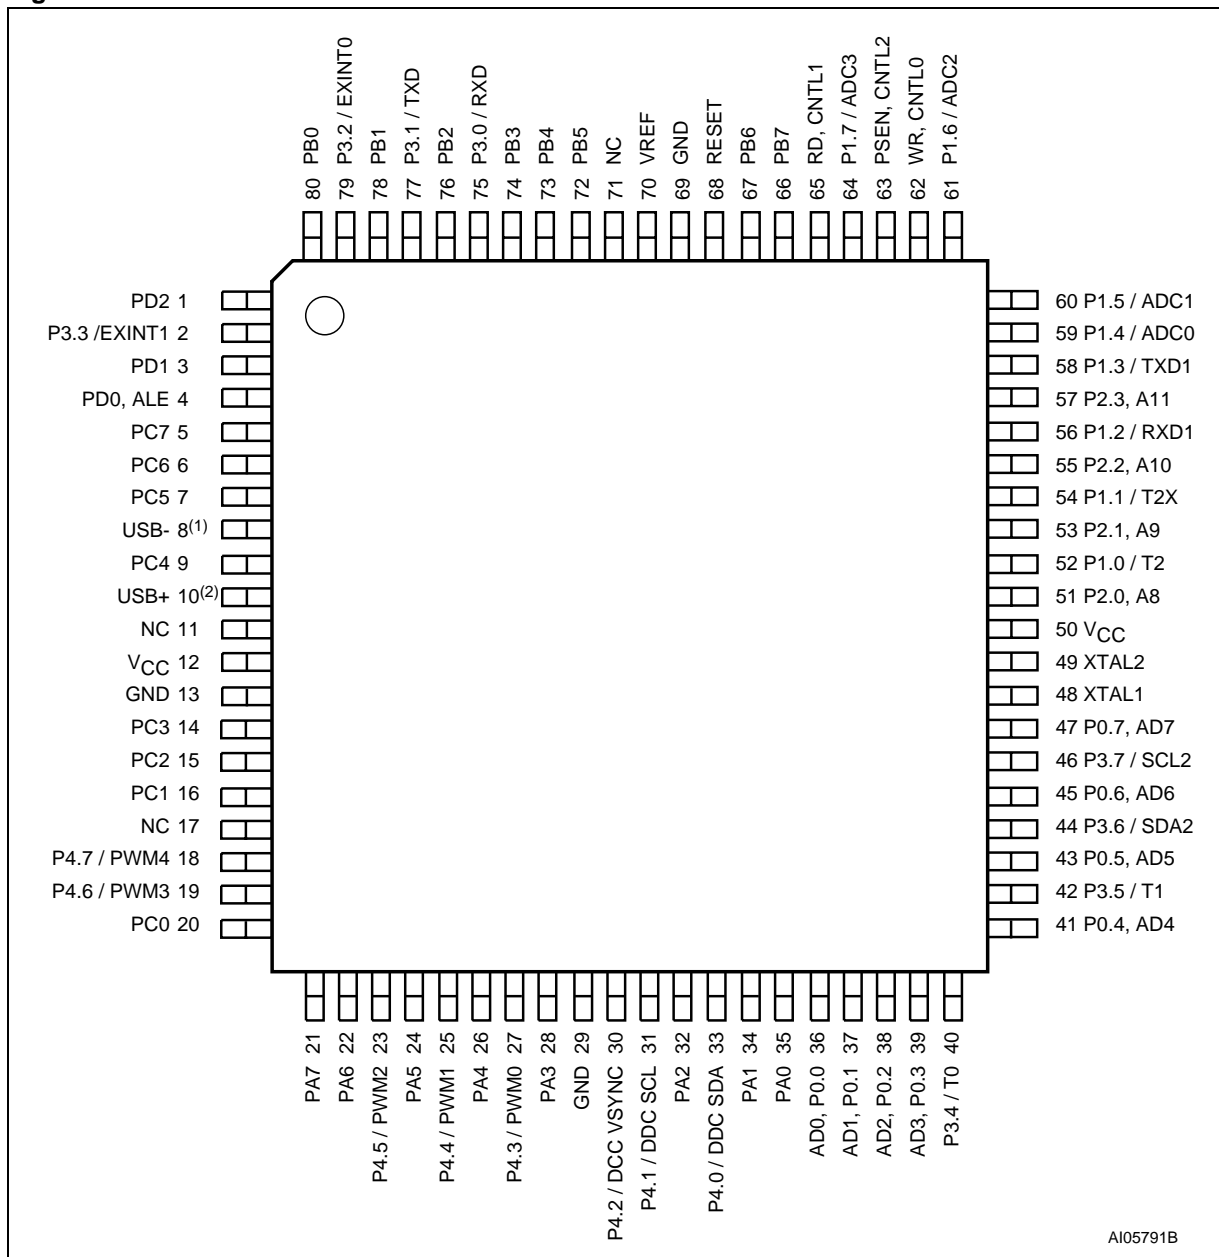 PB0 80
P3.2 / EXINT0 79
PB1 78
P3.1 / TXD 77
PB2 76
P3.0 / RXD 75
PB3 74
PB4 73
PB5 72
NC 71
VREF 70
GND 69
RESET 68
PB6 67
PB7 66
RD, CNTL1 65
P1.7 / ADC3 64
PSEN, CNTL2 63
WR, CNTL0 62
P1.6 / ADC2 61
PD2 1
P3.3 /EXINT1 2
PD1 3
PD0, ALE 4
PC7 5
PC6 6
PC5 7
USB- 8(1)
PC4 9
USB+ 10(2)
NC 11
VCC 12
GND 13
PC3 14
PC2 15
PC1 16
NC 17
P4.7 / PWM4 18
P4.6 / PWM3 19
PC0 20
60 P1.5 / ADC1
59 P1.4 / ADC0
58 P1.3 / TXD1
57 P2.3, A11
56 P1.2 / RXD1
55 P2.2, A10
54 P1.1 / T2X
53 P2.1, A9
52 P1.0 / T2
51 P2.0, A8
50 VCC
49 XTAL2
48 XTAL1
47 P0.7, AD7
46 P3.7 / SCL2
45 P0.6, AD6
44 P3.6 / SDA2
43 P0.5, AD5
42 P3.5 / T1
41 P0.4, AD4
PA7 21
PA6 22
P4.5 / PWM2 23
PA5 24
P4.4 / PWM1 25
PA4 26
P4.3 / PWM0 27
PA3 28
GND 29
P4.2 / DCC VSYNC 30
P4.1 / DDC SCL 31
PA2 32
P4.0 / DDC SDA 33
PA1 34
PA0 35
AD0, P0.0 36
AD1, P0.1 37
AD2, P0.2 38
AD3, P0.3 39
P3.4 / T0 40
AI05791B